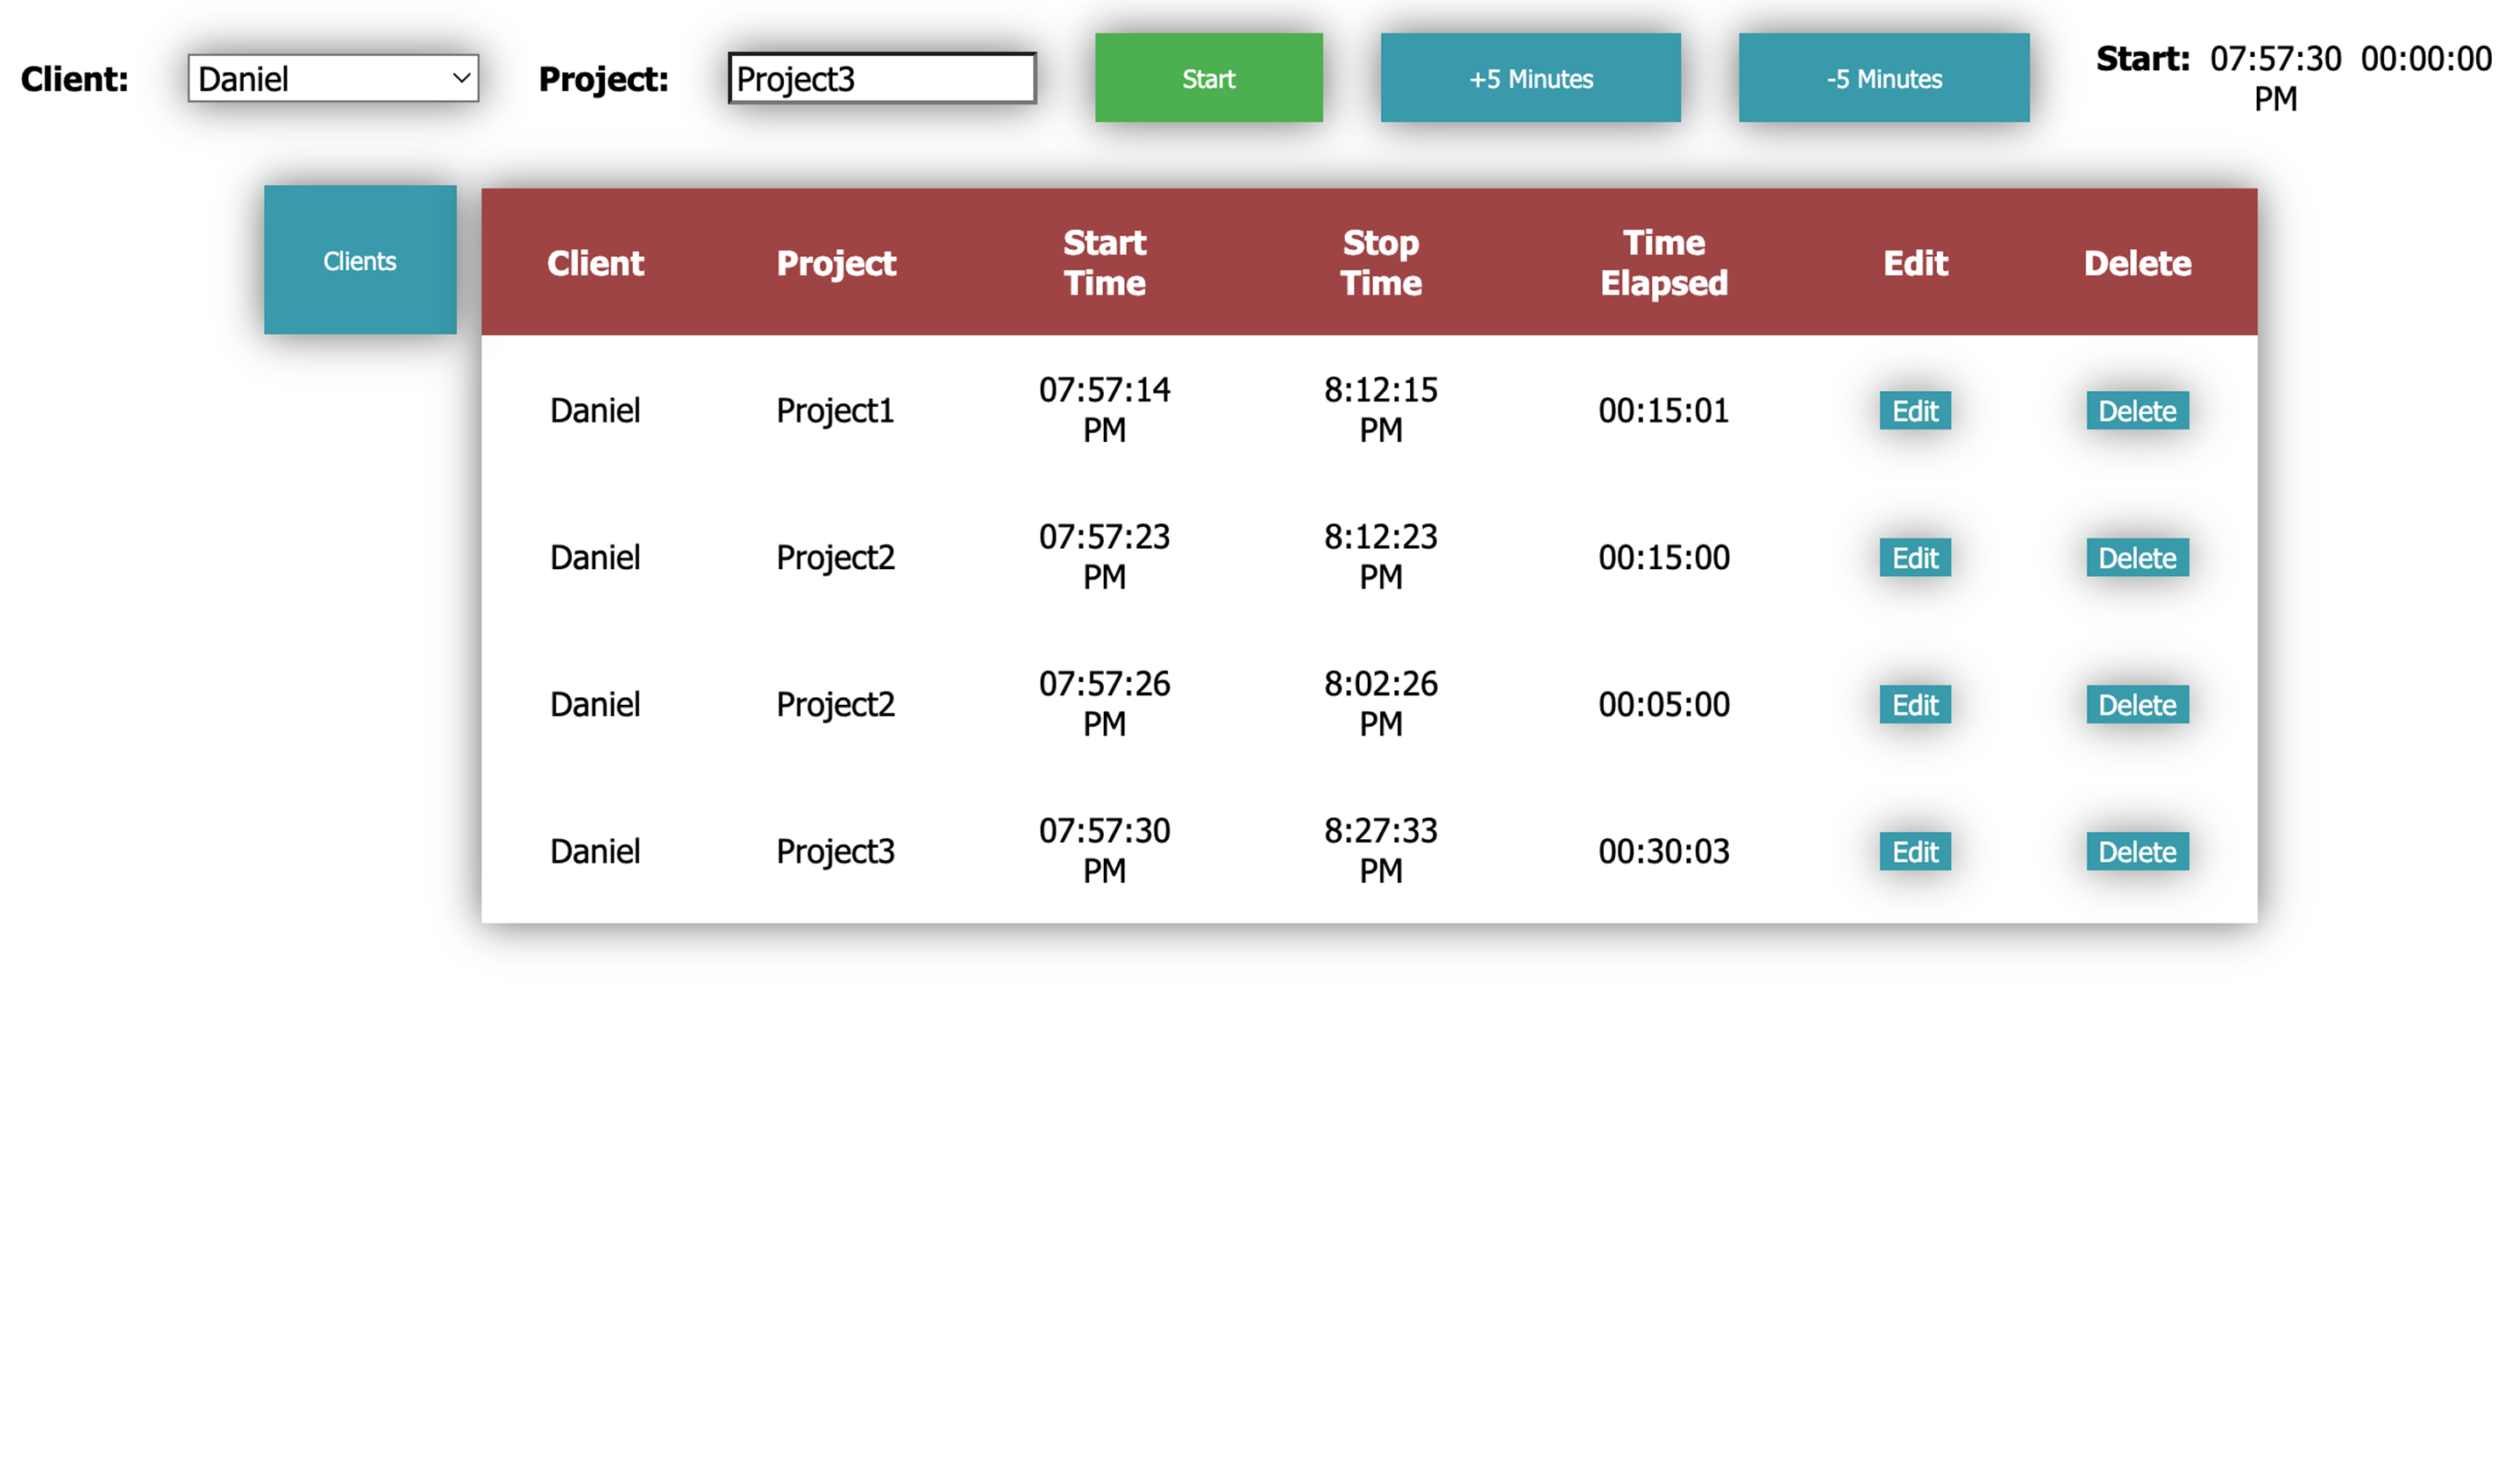 Client: Daniel Project: Project3 Start +5 Minutes -5 Minutes Start: 07:57:30 PM 00:00:00
Clients
Client Project Start Time Stop Time Time Elapsed Edit Delete
Daniel Project1 07:57:14 PM 8:12:15 PM 00:15:01 Edit Delete
Daniel Project2 07:57:23 PM 8:12:23 PM 00:15:00 Edit Delete
Daniel Project2 07:57:26 PM 8:02:26 PM 00:05:00 Edit Delete
Daniel Project3 07:57:30 PM 8:27:33 PM 00:30:03 Edit Delete